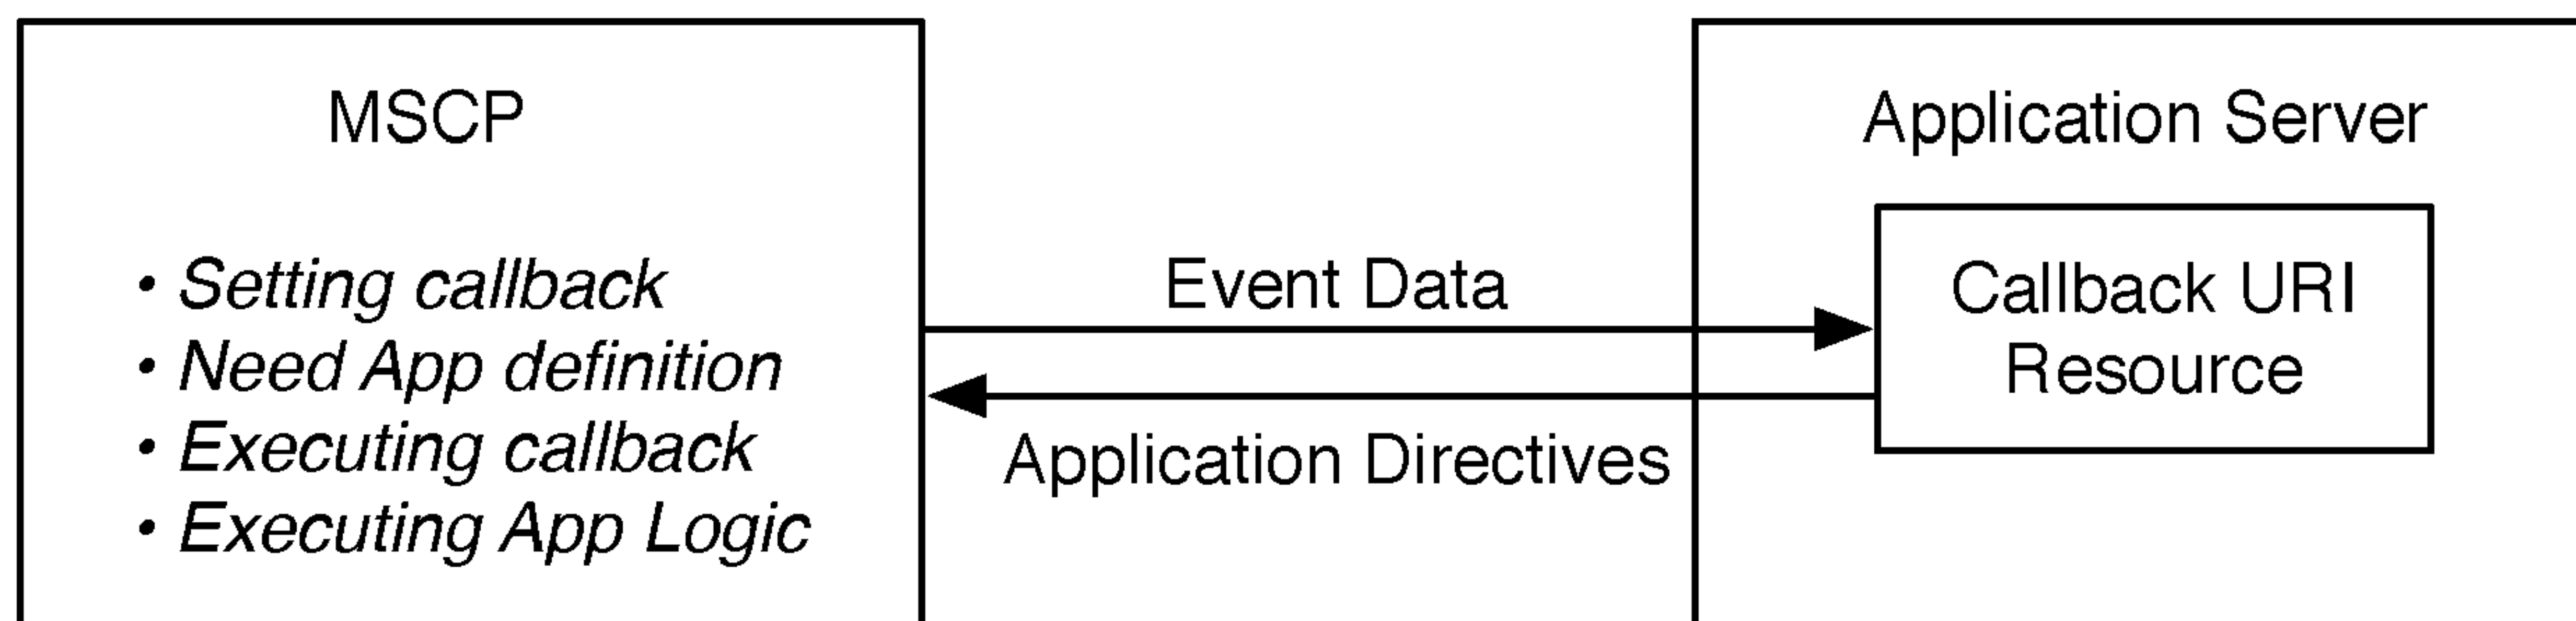 MSCP
• Setting callback
• Need App definition
• Executing callback
• Executing App Logic
Event Data
Application Directives
Application Server
Callback URI
Resource